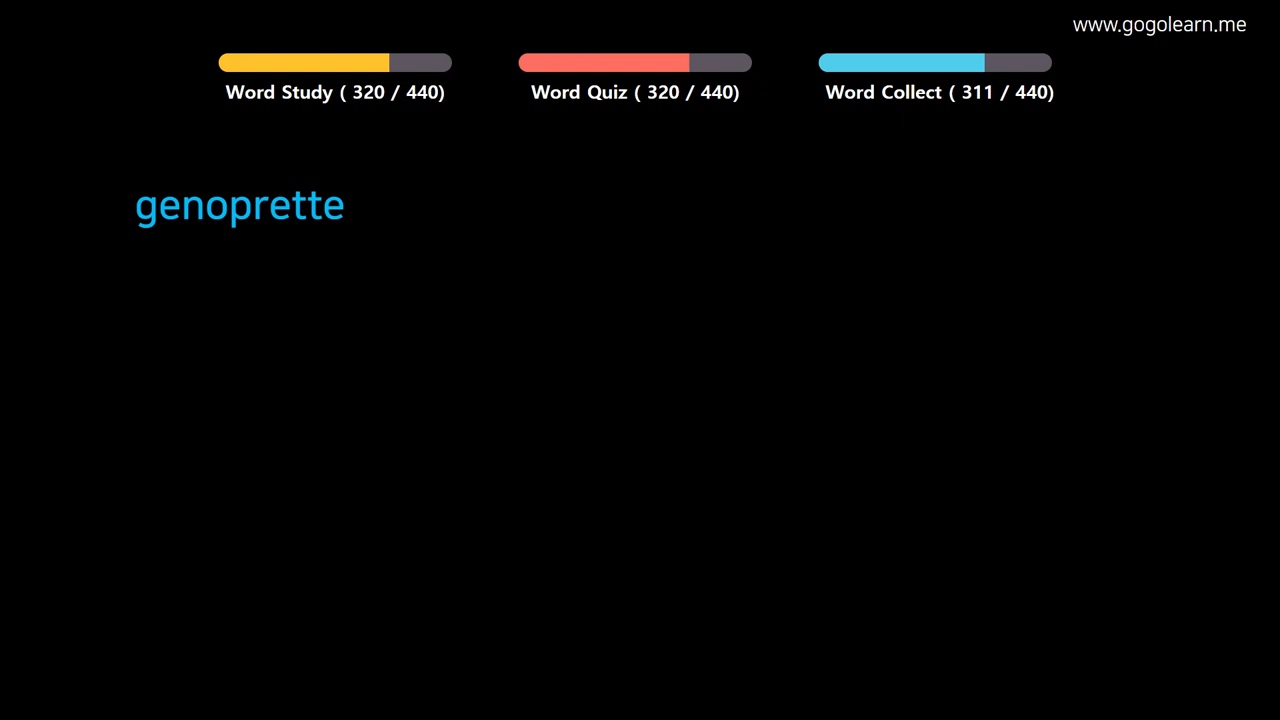 www.gogolearn.me
Word Study ( 320 / 440)
Word Quiz ( 320 / 440)
Word Collect ( 311 / 440)
genoprette